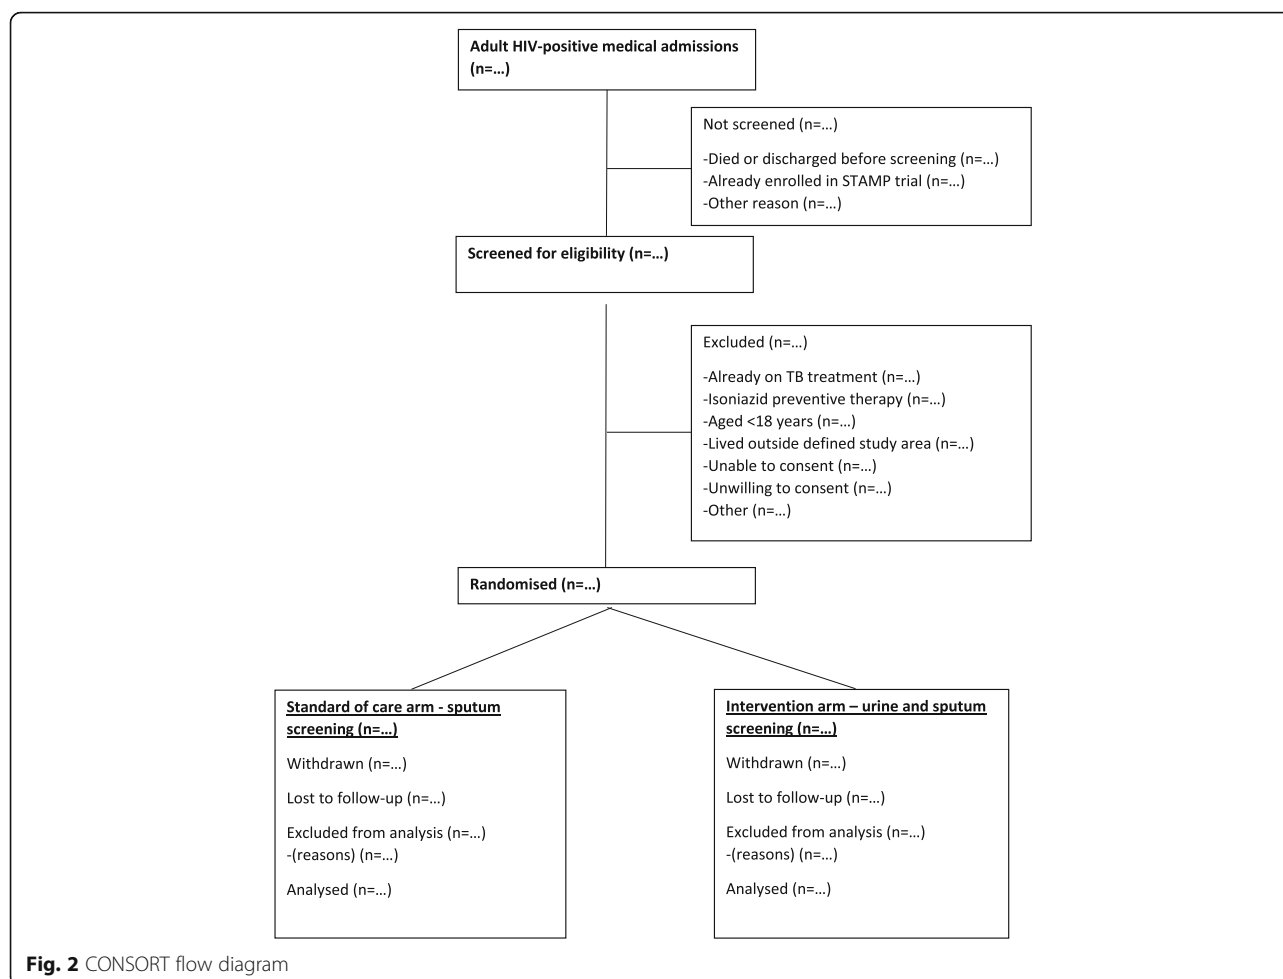 Adult HIV-positive medical admissions
(n=…)
Not screened (n=…)
-Died or discharged before screening (n=…)
-Already enrolled in STAMP trial (n=…)
-Other reason (n=…)
Screened for eligibility (n=…)
Excluded (n=…)
-Already on TB treatment (n=…)
-Isoniazid preventive therapy (n=…)
-Aged <18 years (n=…)
-Lived outside defined study area (n=…)
-Unable to consent (n=…)
-Unwilling to consent (n=…)
-Other (n=…)
Randomised (n=…)
Standard of care arm - sputum
screening (n=…)
Withdrawn (n=…)
Lost to follow-up (n=…)
Excluded from analysis (n=…)
-(reasons) (n=…)
Analysed (n=…)
Intervention arm – urine and sputum
screening (n=…)
Withdrawn (n=…)
Lost to follow-up (n=…)
Excluded from analysis (n=…)
-(reasons) (n=…)
Analysed (n=…)
Fig. 2 CONSORT flow diagram